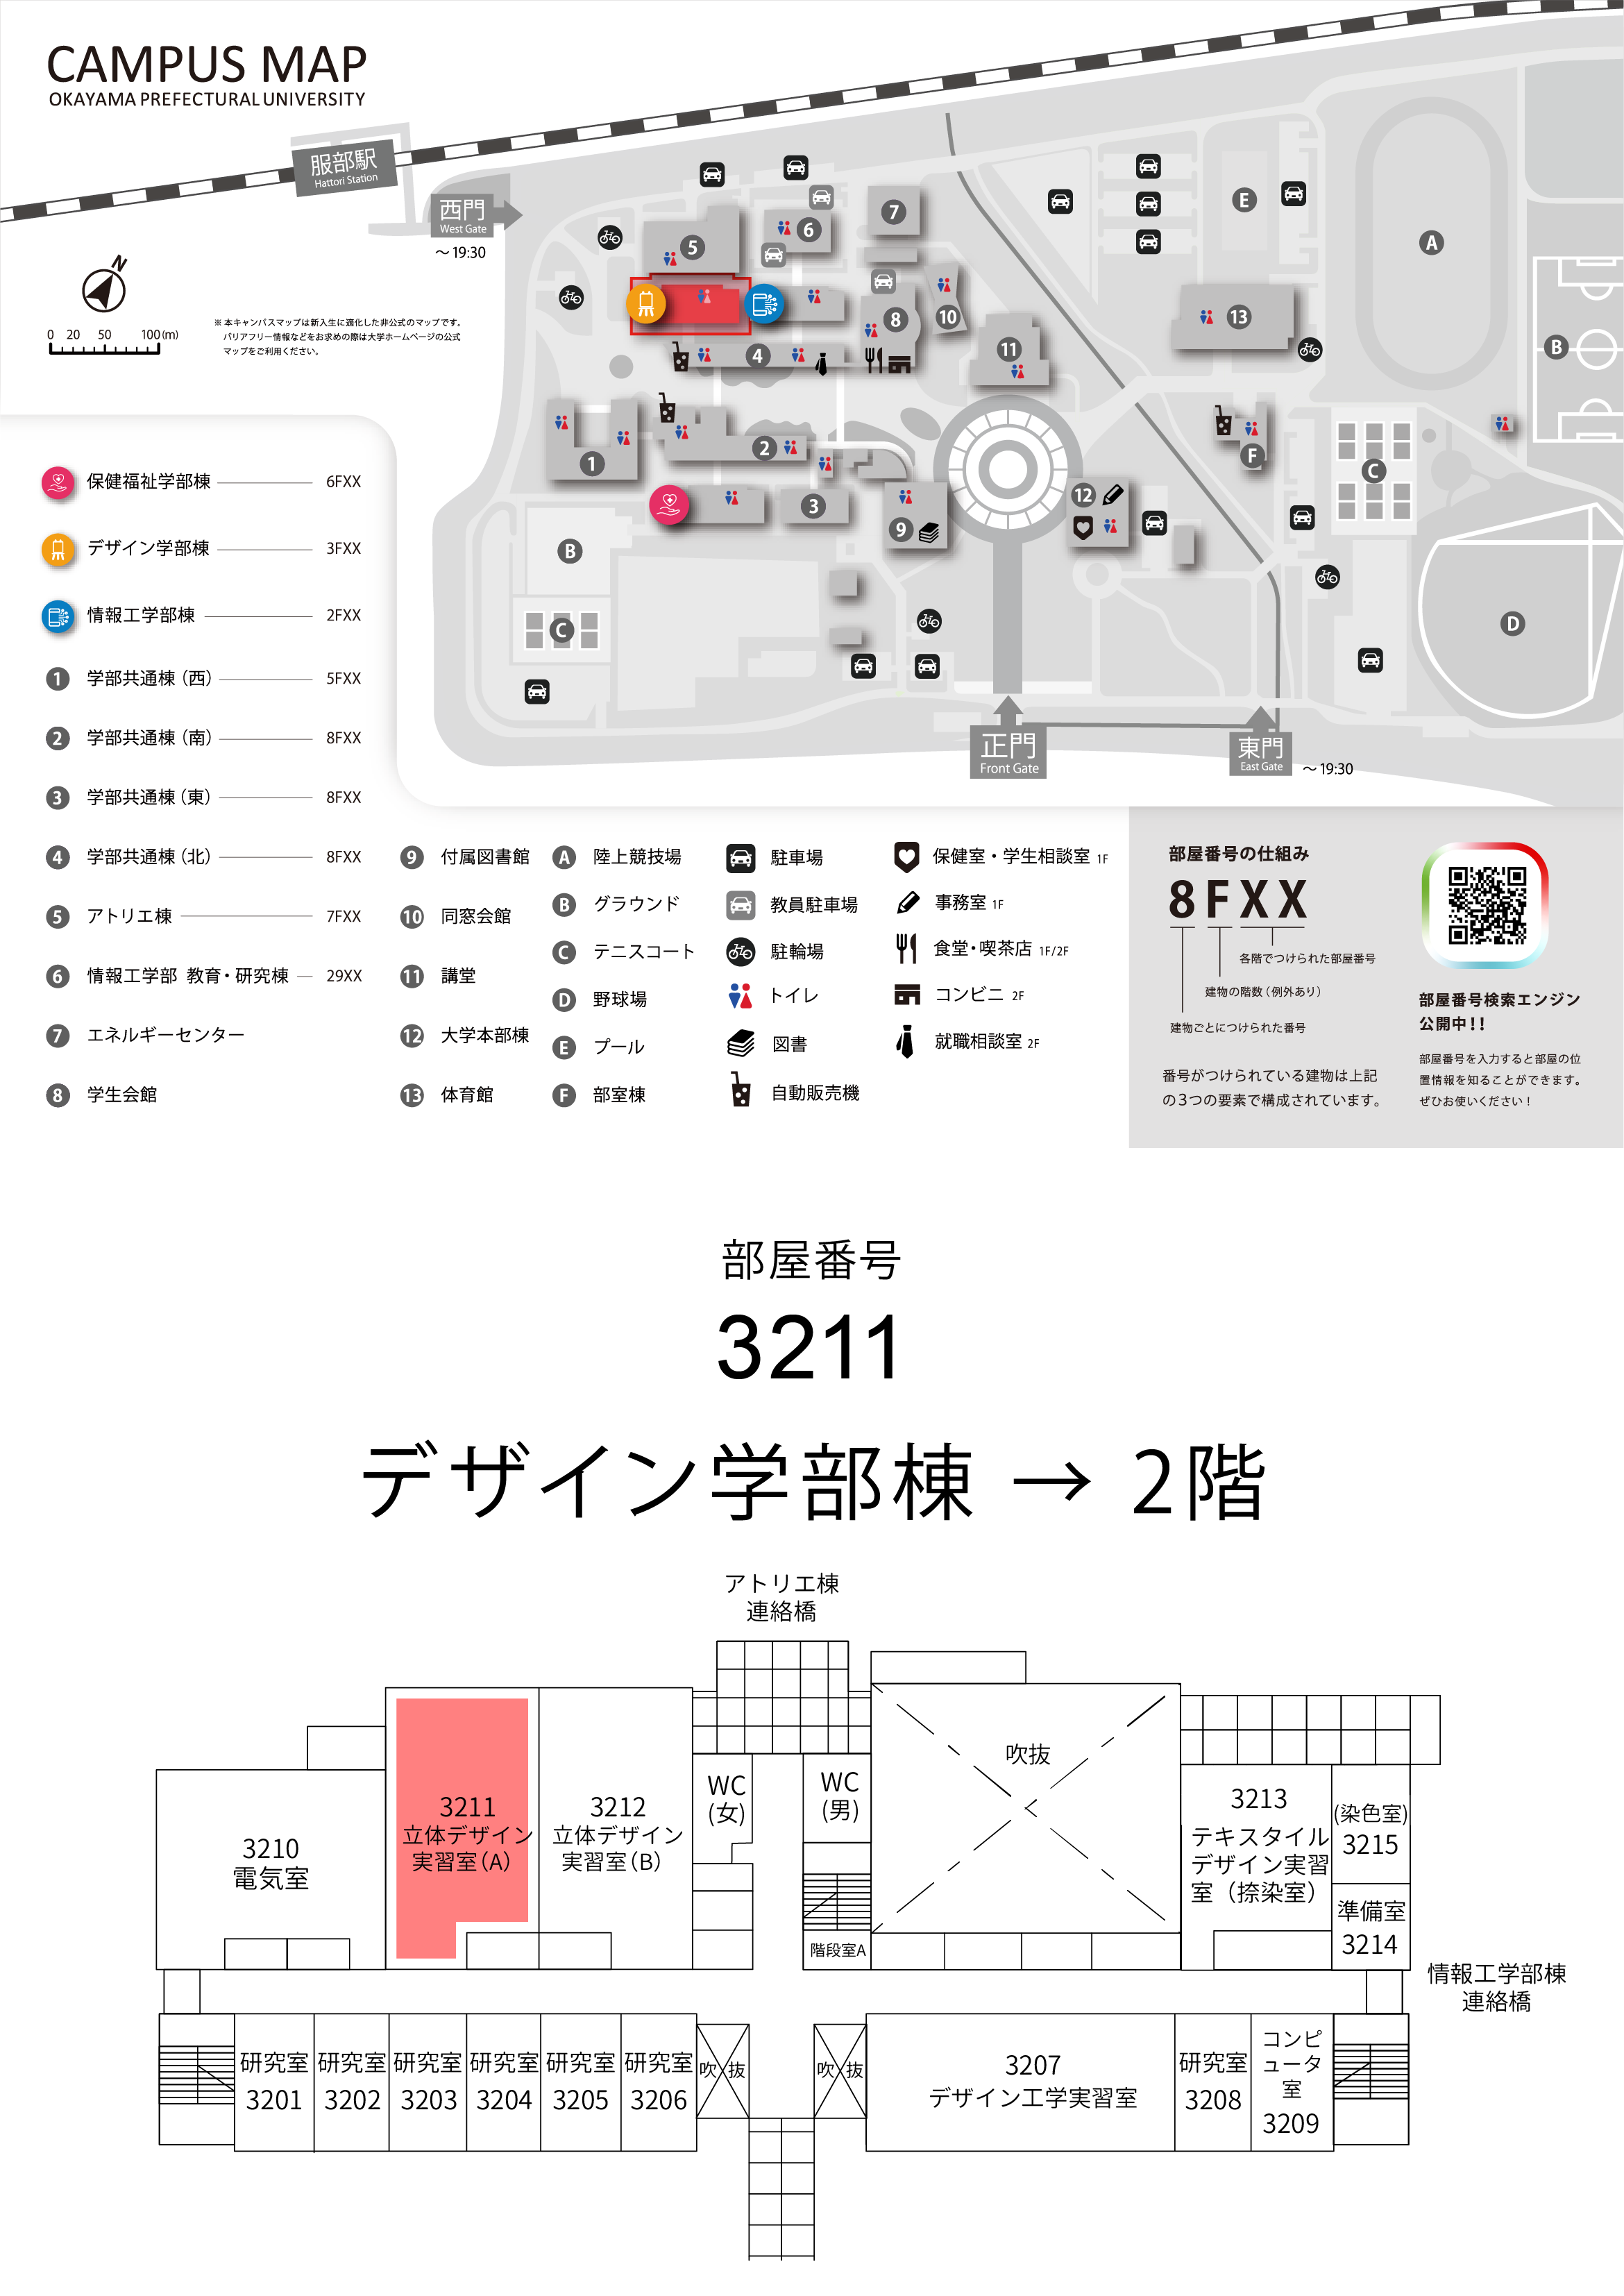 CAMPUS MAP
OKAYAMA PREFECTURAL UNIVERSITY
服部駅
Hattori Station
西門
West Gate
～19:30
N
0 20 50 100(m)
※本キャンパスマップは新入生に適化した非公式のマップです。
バリアフリー情報などをお求めの際は大学ホームページの公式
マップをご利用ください。
7
6
5
E
A
10
13
8
11
4
B
2
1
F
C
12
3
9
B
C
D
正門
Front Gate
東門
East Gate
～19:30
保健福祉学部棟 6FXX
デザイン学部棟 3FXX
情報工学部棟 2FXX
1 学部共通棟（西） 5FXX
2 学部共通棟（南） 8FXX
3 学部共通棟（東） 8FXX
4 学部共通棟（北） 8FXX
5 アトリエ棟 7FXX
6 情報工学部 教育・研究棟 29XX
7 エネルギーセンター
8 学生会館
9 付属図書館
10 同窓会館
11 講堂
12 大学本部棟
13 体育館
A 陸上競技場
B グラウンド
C テニスコート
D 野球場
E プール
F 部室棟
駐車場
教員駐車場
駐輪場
トイレ
図書
自動販売機
保健室・学生相談室 1F
事務室 1F
食堂・喫茶店 1F/2F
コンビニ 2F
就職相談室 2F
部屋番号の仕組み
8FXX
各階でつけられた部屋番号
建物の階数（例外あり）
建物ごとにつけられた番号
番号がつけられている建物は上記
の3つの要素で構成されています。
部屋番号検索エンジン
公開中!!
部屋番号を入力すると部屋の位
置情報を知ることができます。
ぜひお使いください！
部屋番号
3211
デザイン学部棟 → 2階
アトリエ棟
連絡橋
3210
電気室
3211
立体デザイン
実習室（A）
3212
立体デザイン
実習室（B）
WC
(女)
WC
(男)
階段室A
吹抜
3213
テキスタイル
デザイン実習
室（捺染室）
(染色室)
3215
準備室
3214
情報工学部棟
連絡橋
研究室
3201
研究室
3202
研究室
3203
研究室
3204
研究室
3205
研究室
3206
吹抜
吹抜
3207
デザイン工学実習室
研究室
3208
コンピ
ュータ
室
3209